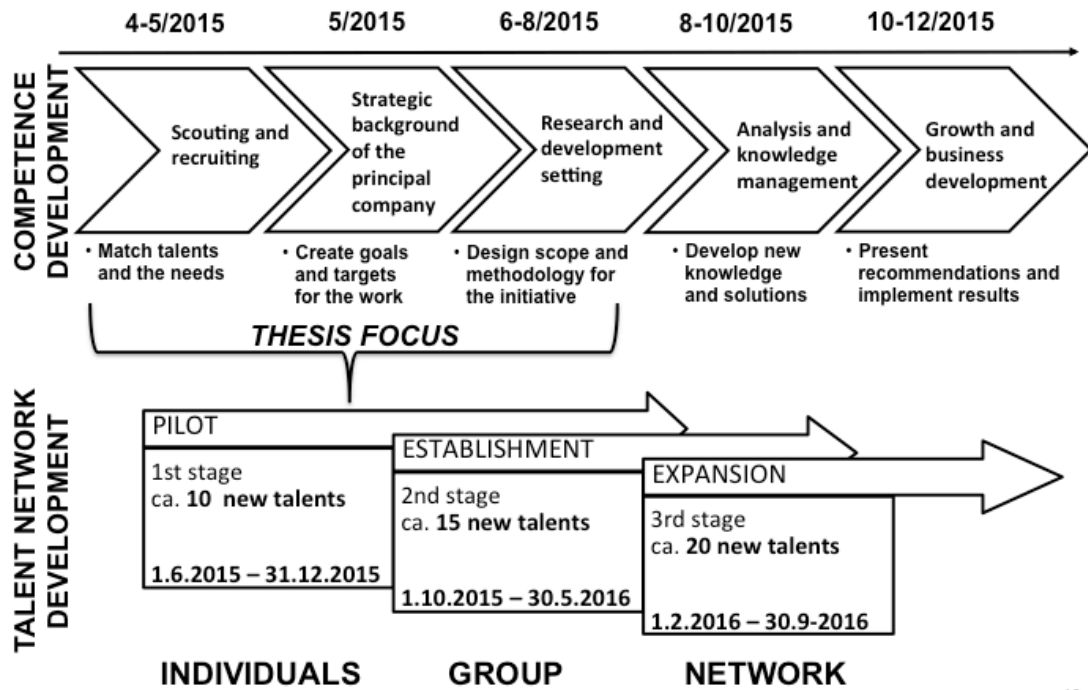 4-5/2015
5/2015
6-8/2015
8-10/2015
10-12/2015
COMPETENCE
DEVELOPMENT
Scouting and
recruiting
Strategic
background
of the
principal
company
Research and
development
setting
Analysis and
knowledge
management
Growth and
business
development
• Match talents
and the needs
• Create goals
and targets
for the work
• Design scope and
methodology for
the initiative
• Develop new
knowledge
and solutions
• Present
recommendations and
implement results
THESIS FOCUS
TALENT NETWORK
DEVELOPMENT
PILOT
1st stage
ca. 10 new talents
1.6.2015 – 31.12.2015
ESTABLISHMENT
2nd stage
ca. 15 new talents
1.10.2015 – 30.5.2016
EXPANSION
3rd stage
ca. 20 new talents
1.2.2016 – 30.9-2016
INDIVIDUALS
GROUP
NETWORK